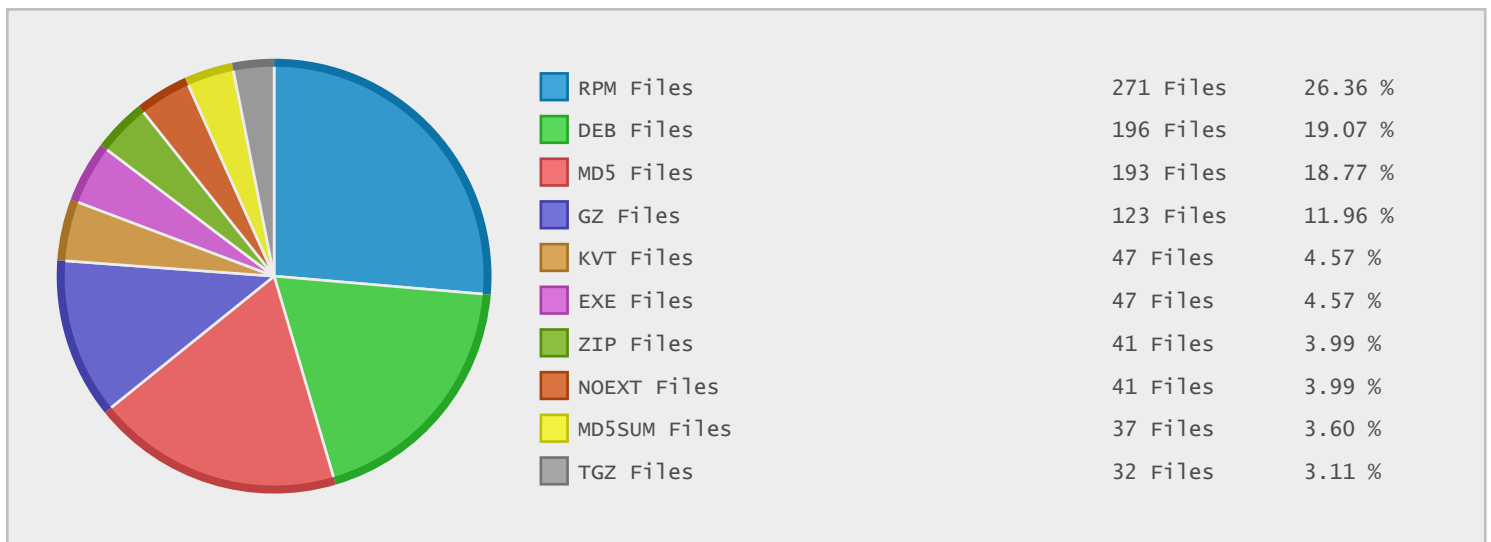 RPM Files 271 Files 26.36 %
DEB Files 196 Files 19.07 %
MD5 Files 193 Files 18.77 %
GZ Files 123 Files 11.96 %
KVT Files 47 Files 4.57 %
EXE Files 47 Files 4.57 %
ZIP Files 41 Files 3.99 %
NOEXT Files 41 Files 3.99 %
MD5SUM Files 37 Files 3.60 %
TGZ Files 32 Files 3.11 %